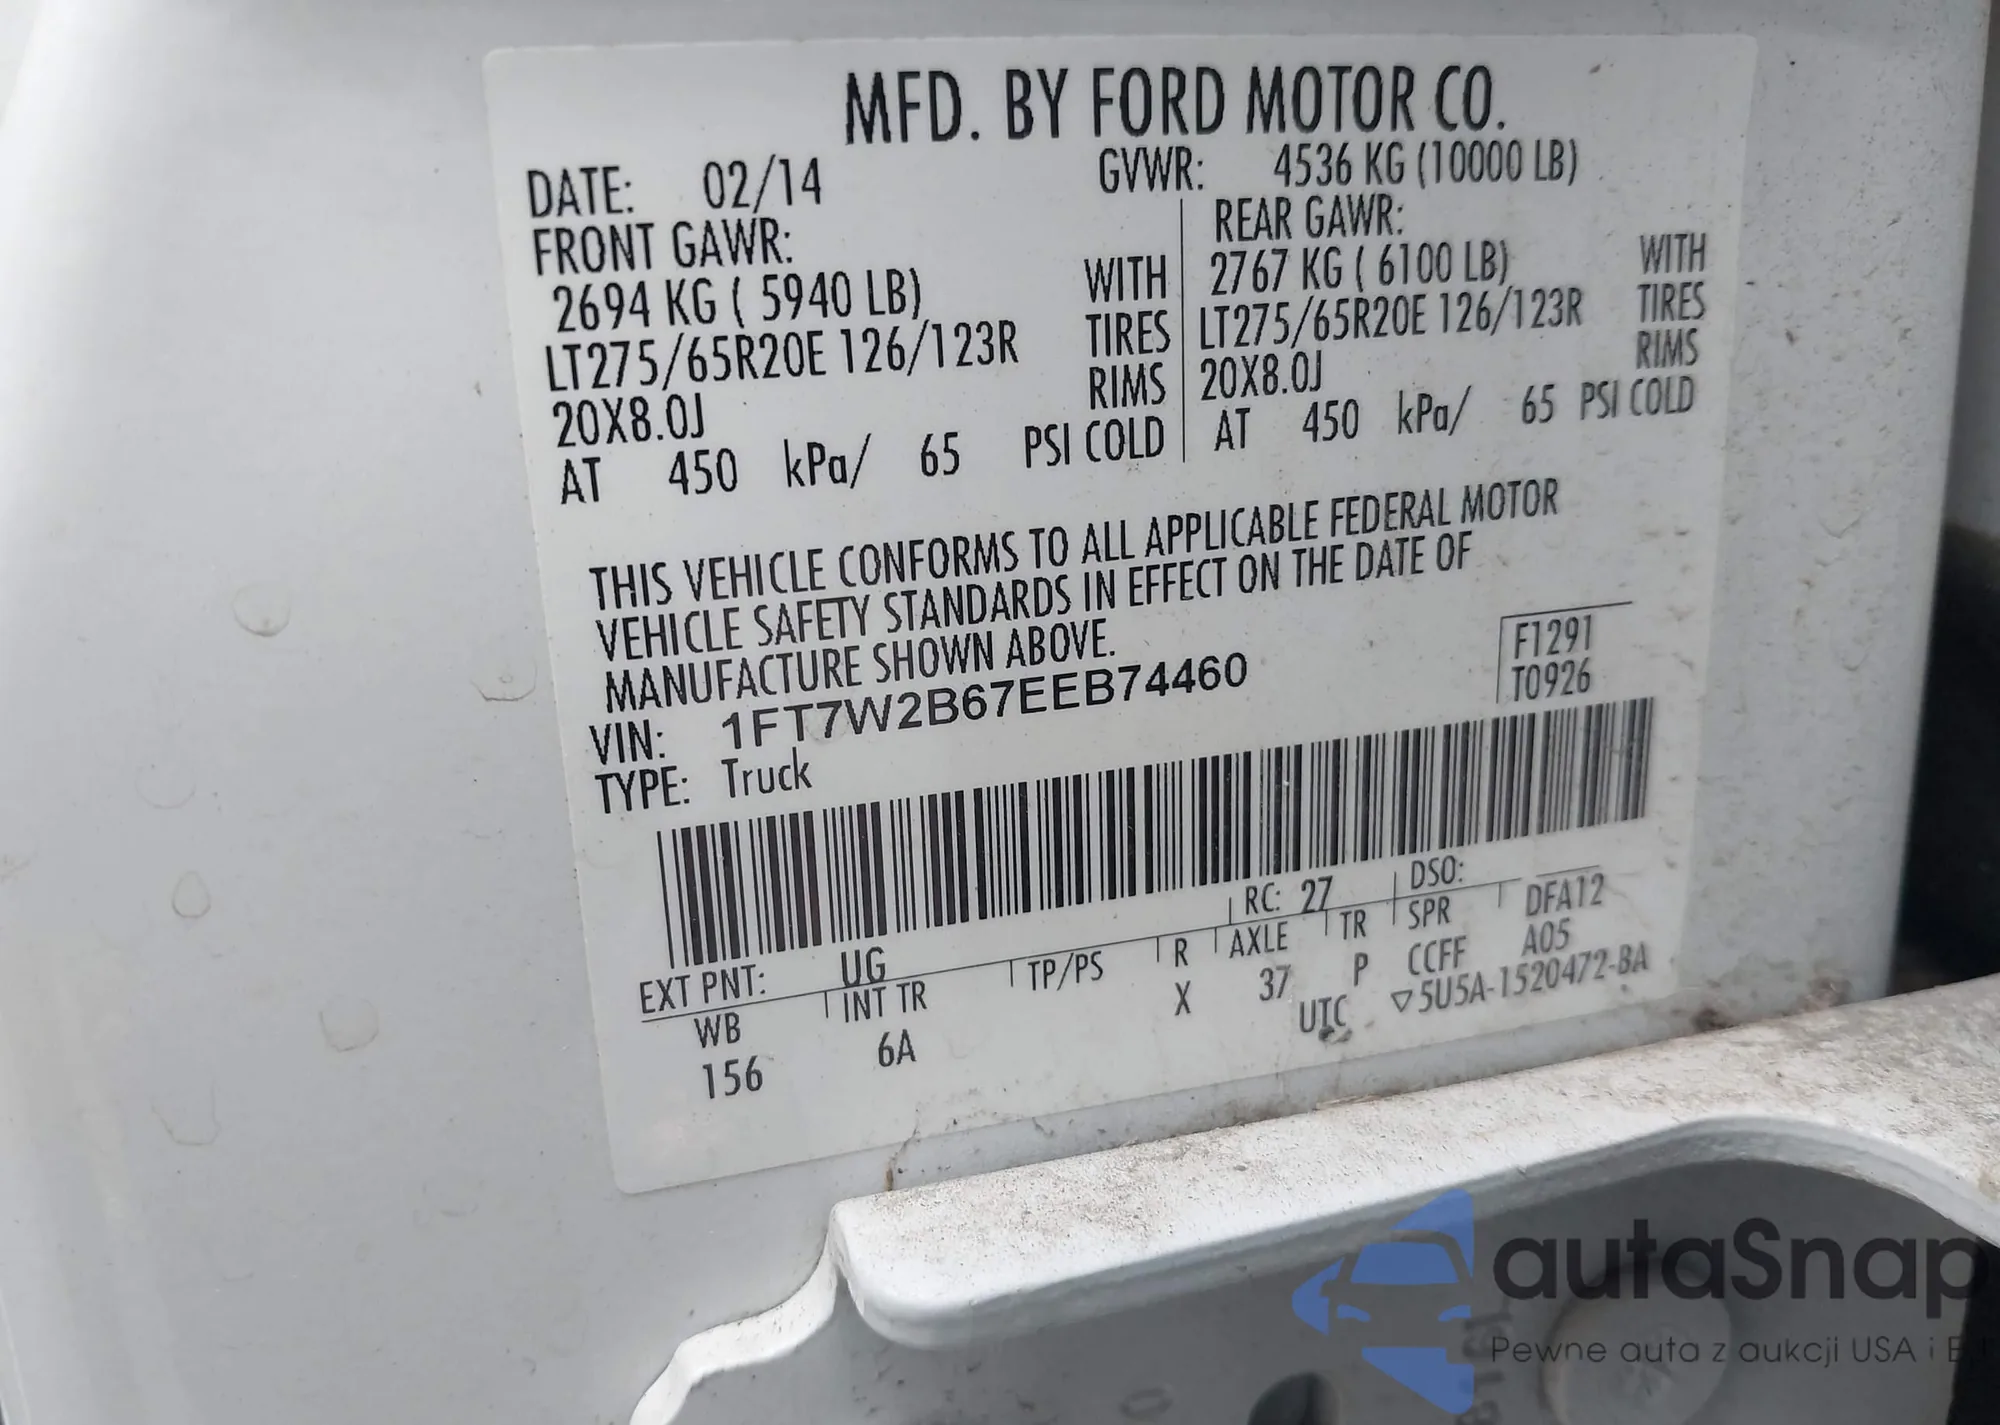 MFD. BY FORD MOTOR CO.
DATE: 02/14 GVWR: 4536 KG (10000 LB)
FRONT GAWR: REAR GAWR:
2694 KG ( 5940 LB) WITH 2767 KG ( 6100 LB) WITH
LT275/65R20E 126/123R TIRES LT275/65R20E 126/123R TIRES
20X8.0J RIMS 20X8.0J RIMS
AT 450 kPa/ 65 PSI COLD AT 450 kPa/ 65 PSI COLD
THIS VEHICLE CONFORMS TO ALL APPLICABLE FEDERAL MOTOR
VEHICLE SAFETY STANDARDS IN EFFECT ON THE DATE OF
MANUFACTURE SHOWN ABOVE.
F1291
VIN: 1FT7W2B67EEB74460 T0926
TYPE: Truck
EXT PNT: UG RC: 27 DSO:
WB INT TR TP/PS R AXLE TR SPR DFA12
156 6A X 37 P CCFF A05
UTC ▽5U5A-1520472-BA
autaSnap
Pewne auta z aukcji USA i